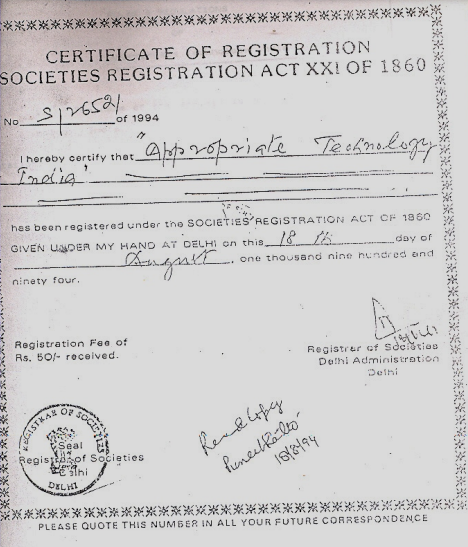 CERTIFICATE OF REGISTRATION
SOCIETIES REGISTRATION ACT XXI OF 1860
No S/26521 of 1994
I hereby certify that "Appropriate Technology
India"
has been registered under the SOCIETIES REGISTRATION ACT OF 1860
GIVEN UNDER MY HAND AT DELHI on this 18 th day of
August, one thousand nine hundred and
ninety four.
Registration Fee of
Rs. 50/- received.
Registrar of Societies
Delhi Administration
Delhi
REGISTRAR OF SOCIETIES
Seal
Registrar of Societies
Delhi
DELHI
Copy
18/8/94
PLEASE QUOTE THIS NUMBER IN ALL YOUR FUTURE CORRESPONDENCE